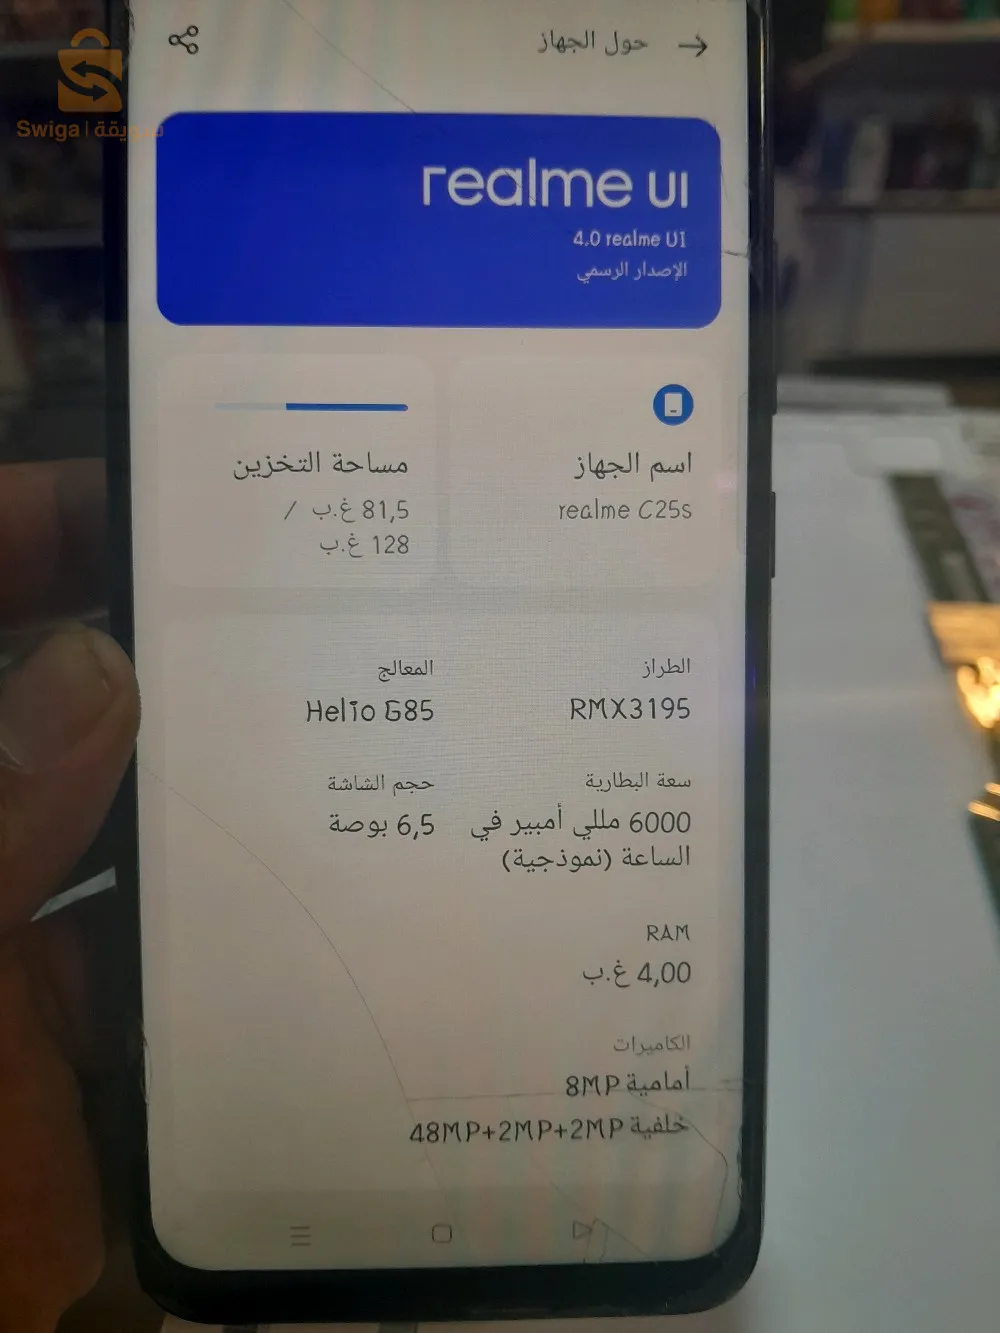 Swiga | سويقة
حول الجهاز
realme UI
4.0 realme UI
الإصدار الرسمي
اسم الجهاز
realme C25s
مساحة التخزين
81,5 غ.ب /
128 غ.ب
الطراز
RMX3195
المعالج
Helio G85
سعة البطارية
6000 مللي أمبير في
الساعة (نموذجية)
حجم الشاشة
6,5 بوصة
RAM
4,00 غ.ب
الكاميرات
أمامية 8MP
خلفية 48MP+2MP+2MP